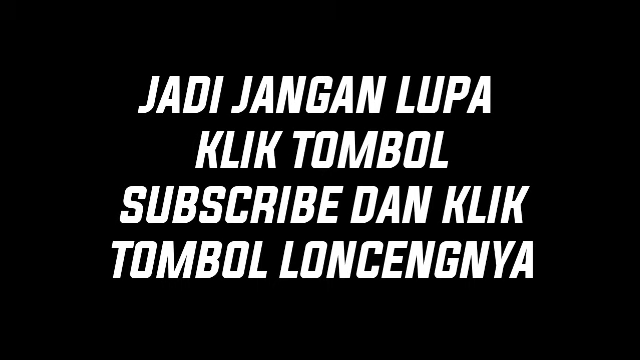 JADI JANGAN LUPA
KLIK TOMBOL
SUBSCRIBE DAN KLIK
TOMBOL LONCENGNYA